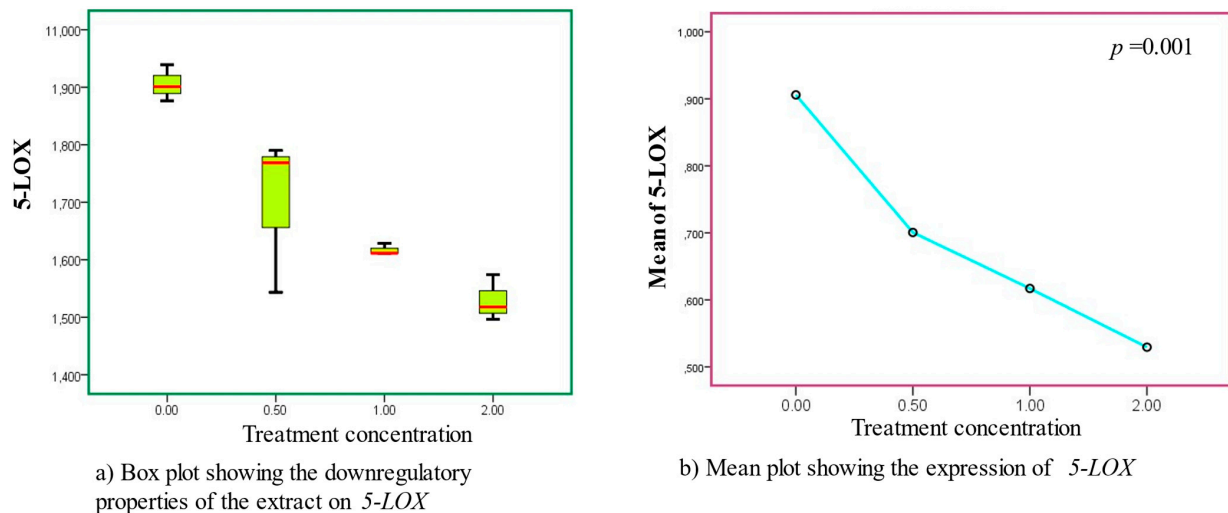 11,000
1,900
1,800
1,700
1,600
1,500
1,400
5-LOX
0.00 0.50 1.00 2.00
Treatment concentration
a) Box plot showing the downregulatory
properties of the extract on 5-LOX
1,000
,900
,800
,700
,600
,500
Mean of 5-LOX
p =0.001
0.00 0.50 1.00 2.00
Treatment concentration
b) Mean plot showing the expression of 5-LOX